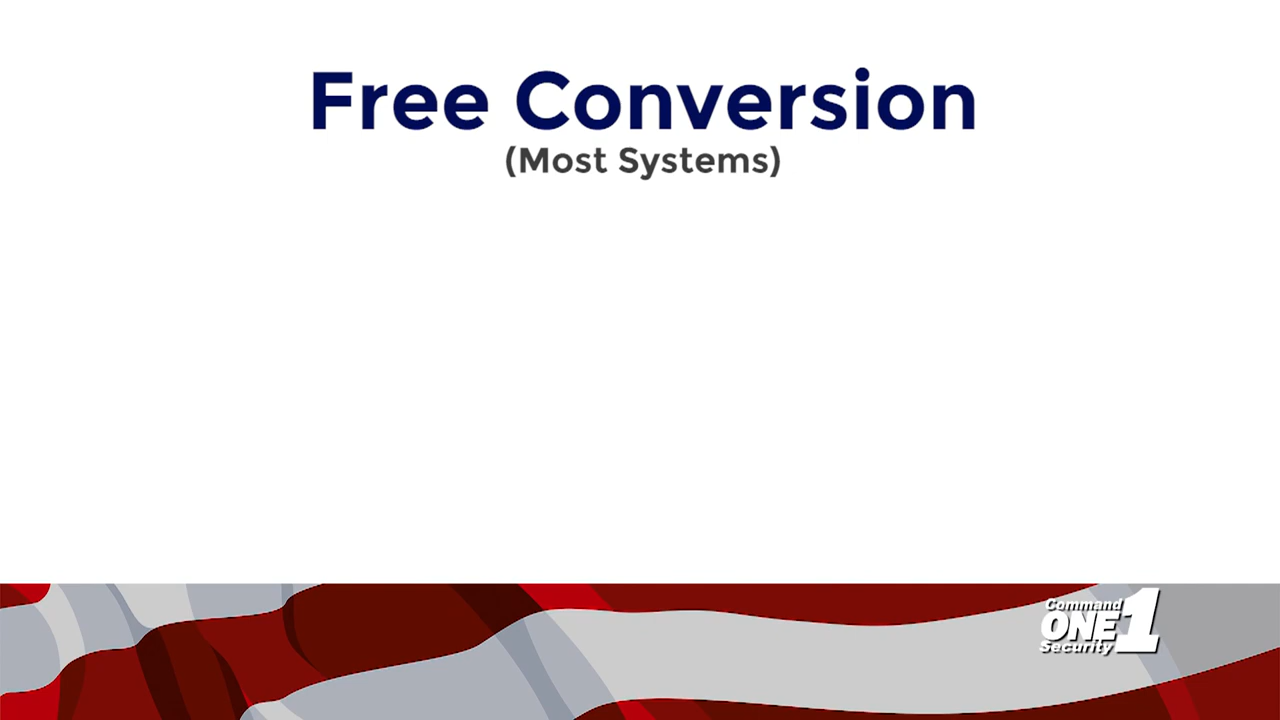 Free Conversion
(Most Systems)
Command
ONE 1
Security